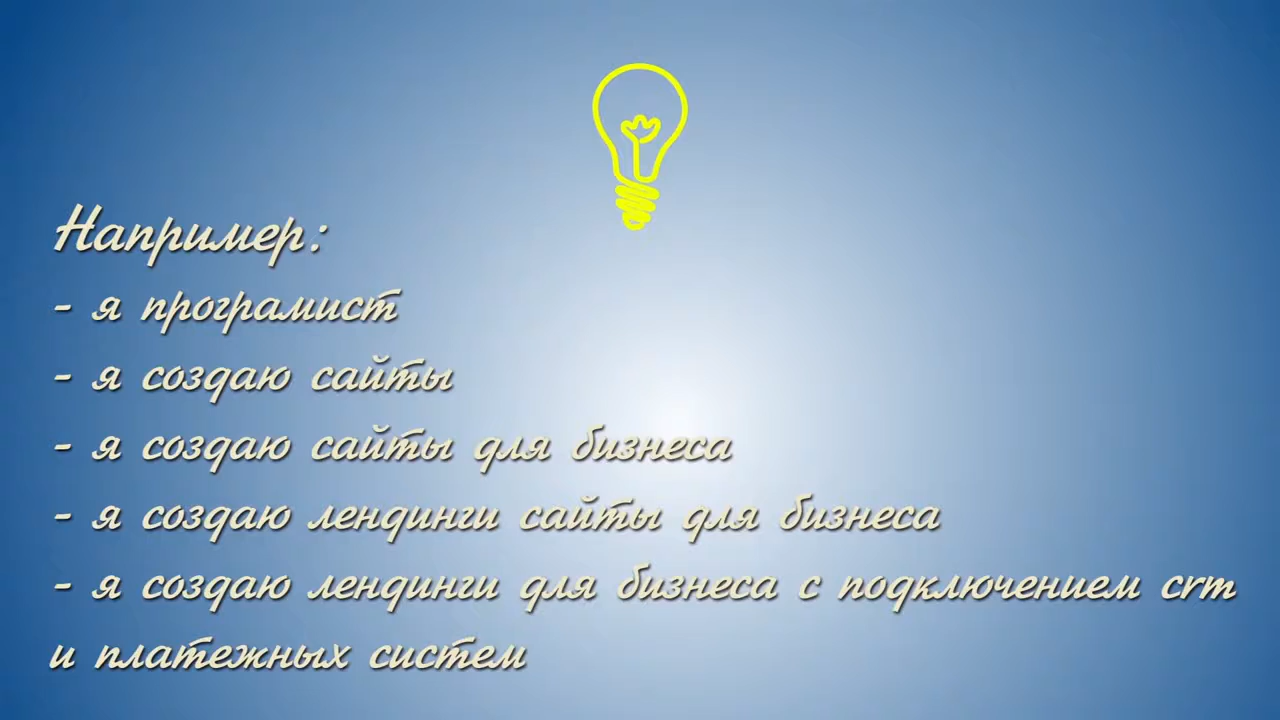 Например:
- я програмист
- я создаю сайты
- я создаю сайты для бизнеса
- я создаю лендинги сайты для бизнеса
- я создаю лендинги для бизнеса с подключением crm
и платежных систем